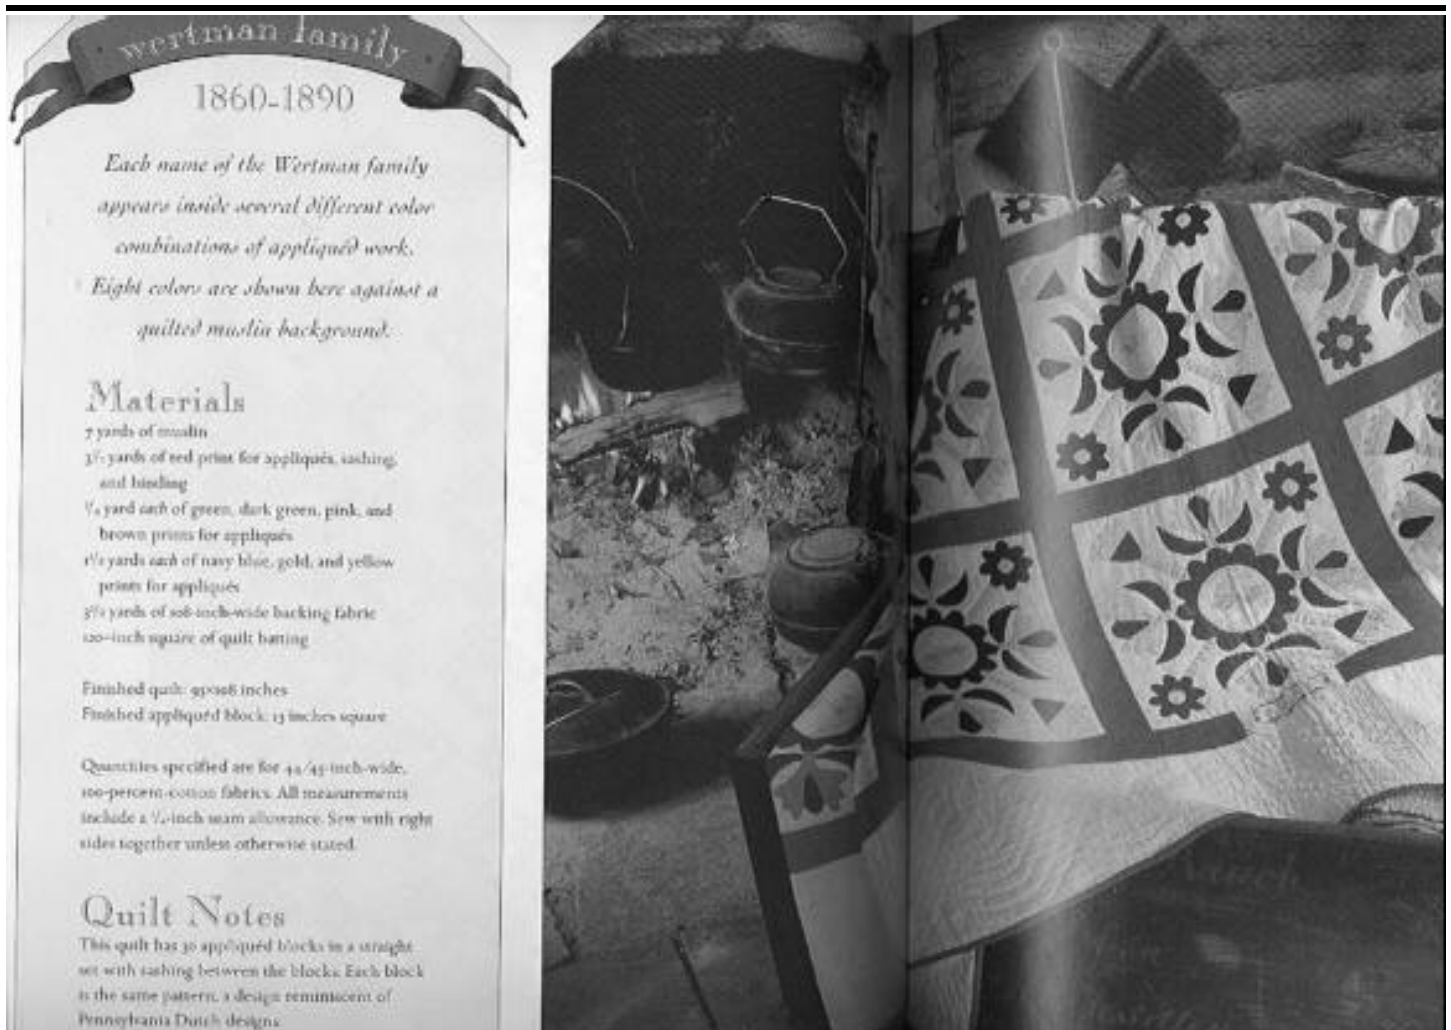 wertman family
1860-1890
Each name of the Wertman family
appears inside several different color
combinations of appliquéd work.
Eight colors are shown here against a
quilted muslin background.
Materials
7 yards of muslin
yards of red print for appliqués, sashing,
and binding
yard each of green, dark green, pink, and
brown prints for appliqués
yards each of navy blue, gold, and yellow
prints for appliqués
yards of 108-inch-wide backing fabric
120-inch square of quilt batting
Finished quilt: inches
Finished appliquéd block: 13 inches square
Quantities specified are for 44/45-inch-wide,
100-percent-cotton fabrics. All measurements
include a ¼-inch seam allowance. Sew with right
sides together unless otherwise stated.
Quilt Notes
This quilt has 30 appliquéd blocks in a straight
set with sashing between the blocks. Each block
is the same pattern, a design reminiscent of
Pennsylvania Dutch designs.